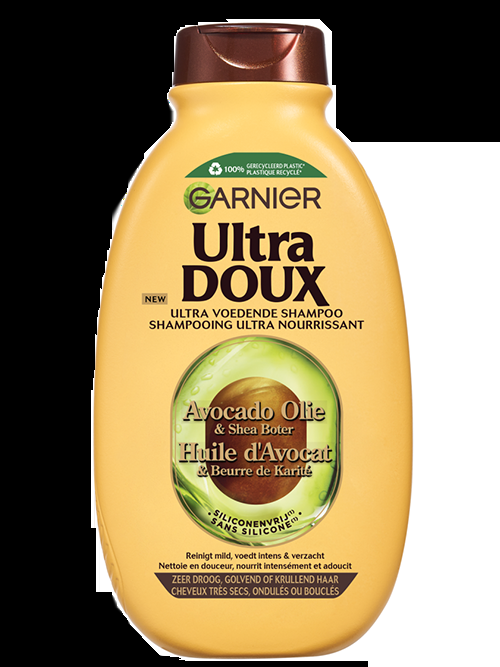 100% GERECYCLEERD PLASTIC*
PLASTIQUE RECYCLÉ*
GARNIER
Ultra
DOUX
NEW
ULTRA VOEDENDE SHAMPOO
SHAMPOOING ULTRA NOURRISSANT
Avocado Olie
& Shea Boter
Huile d'Avocat
& Beurre de Karité
• SILICONENVRIJ(1) •
SANS SILICONE(1)
Reinigt mild, voedt intens & verzacht
Nettoie en douceur, nourrit intensément et adoucit
ZEER DROOG, GOLVEND OF KRULLEND HAAR
CHEVEUX TRÈS SECS, ONDULÉS OU BOUCLÉS